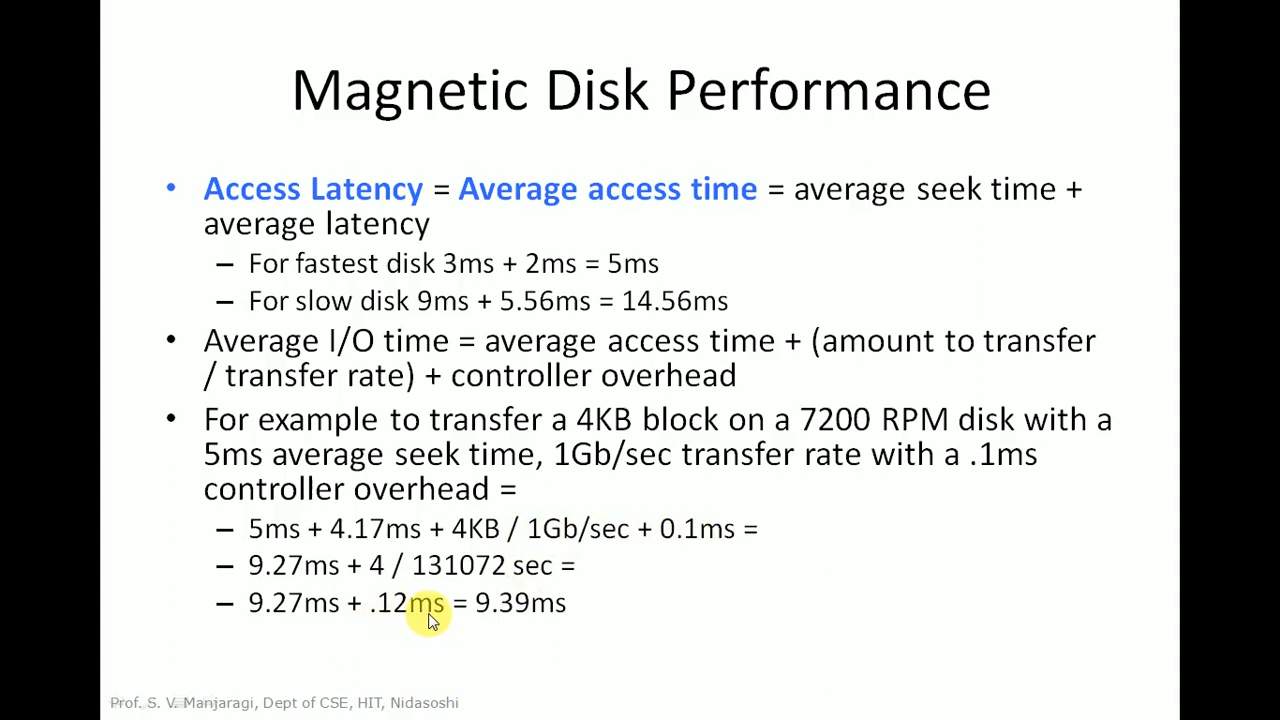 Magnetic Disk Performance
• Access Latency = Average access time = average seek time +
average latency
– For fastest disk 3ms + 2ms = 5ms
– For slow disk 9ms + 5.56ms = 14.56ms
• Average I/O time = average access time + (amount to transfer
/ transfer rate) + controller overhead
• For example to transfer a 4KB block on a 7200 RPM disk with a
5ms average seek time, 1Gb/sec transfer rate with a .1ms
controller overhead =
– 5ms + 4.17ms + 4KB / 1Gb/sec + 0.1ms =
– 9.27ms + 4 / 131072 sec =
– 9.27ms + .12ms = 9.39ms
Prof. S. V. Manjaragi, Dept of CSE, HIT, Nidasoshi